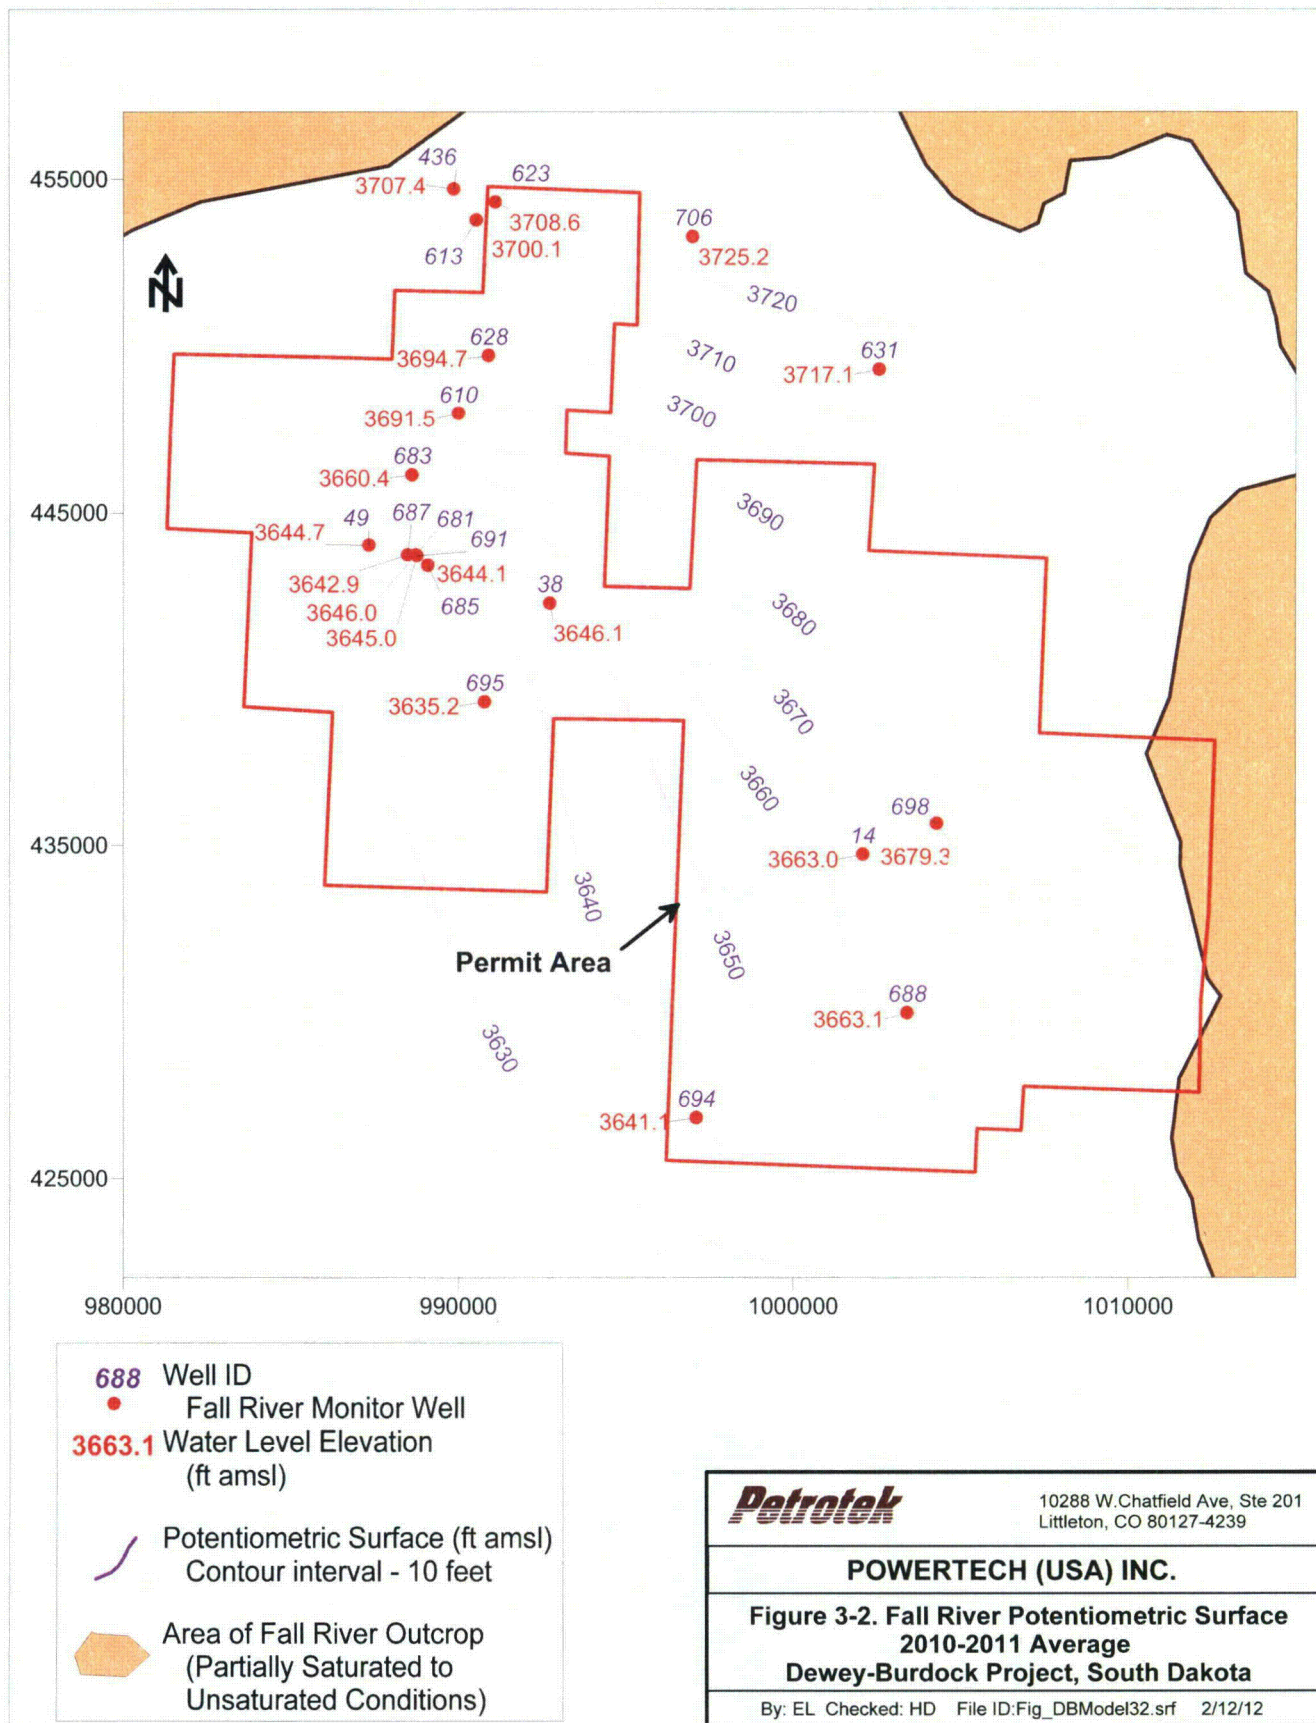 455000
436
3707.4
623
3708.6
3700.1
613
706
3725.2
3720
N
628
3694.7
3710
631
3717.1
610
3691.5
3700
683
3660.4
3690
445000
3644.7
49
687
681
691
3642.9
3644.1
3646.0
685
3645.0
38
3646.1
3680
695
3635.2
3670
3660
698
14
435000
3663.0
3679.3
3640
Permit Area
3650
688
3663.1
3630
694
3641.1
425000
980000
990000
1000000
1010000
688 Well ID
Fall River Monitor Well
3663.1 Water Level Elevation
(ft amsl)
Potentiometric Surface (ft amsl)
Contour interval - 10 feet
Area of Fall River Outcrop
(Partially Saturated to
Unsaturated Conditions)
Petrotek
10288 W.Chatfield Ave, Ste 201
Littleton, CO 80127-4239
POWERTECH (USA) INC.
Figure 3-2. Fall River Potentiometric Surface
2010-2011 Average
Dewey-Burdock Project, South Dakota
By: EL Checked: HD File ID:Fig_DBModel32.srf 2/12/12